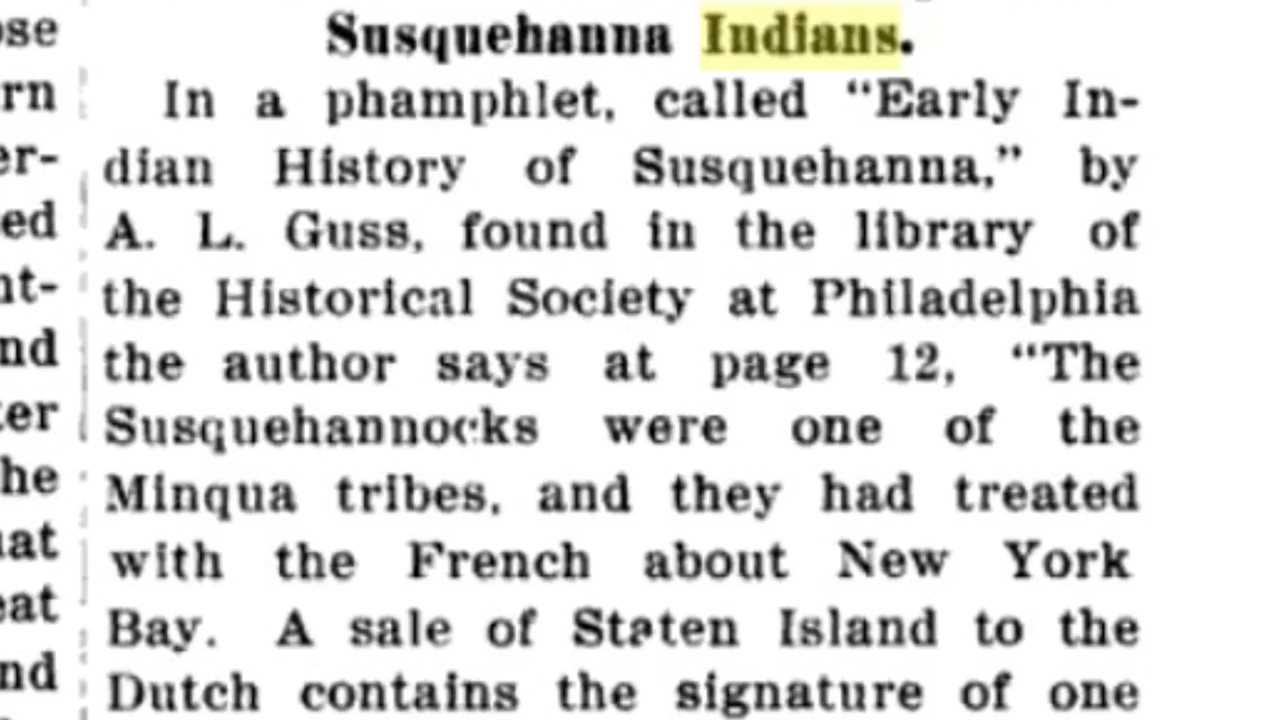 Susquehanna Indians.
In a phamphlet, called "Early In-
dian History of Susquehanna," by
A. L. Guss, found in the library of
the Historical Society at Philadelphia
the author says at page 12, "The
Susquehannocks were one of the
Minqua tribes, and they had treated
with the French about New York
Bay. A sale of Staten Island to the
Dutch contains the signature of one